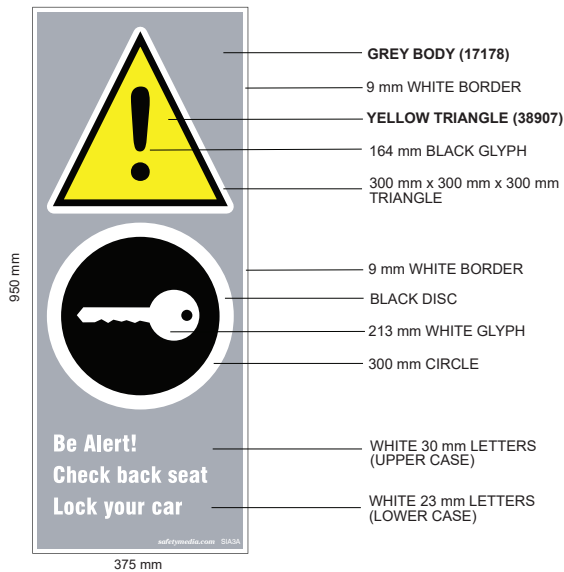 GREY BODY (17178)
9 mm WHITE BORDER
YELLOW TRIANGLE (38907)
164 mm BLACK GLYPH
300 mm x 300 mm x 300 mm
TRIANGLE
950 mm
9 mm WHITE BORDER
BLACK DISC
213 mm WHITE GLYPH
300 mm CIRCLE
Be Alert!
Check back seat
Lock your car
WHITE 30 mm LETTERS
(UPPER CASE)
WHITE 23 mm LETTERS
(LOWER CASE)
safetymedia.com SIA3A
375 mm